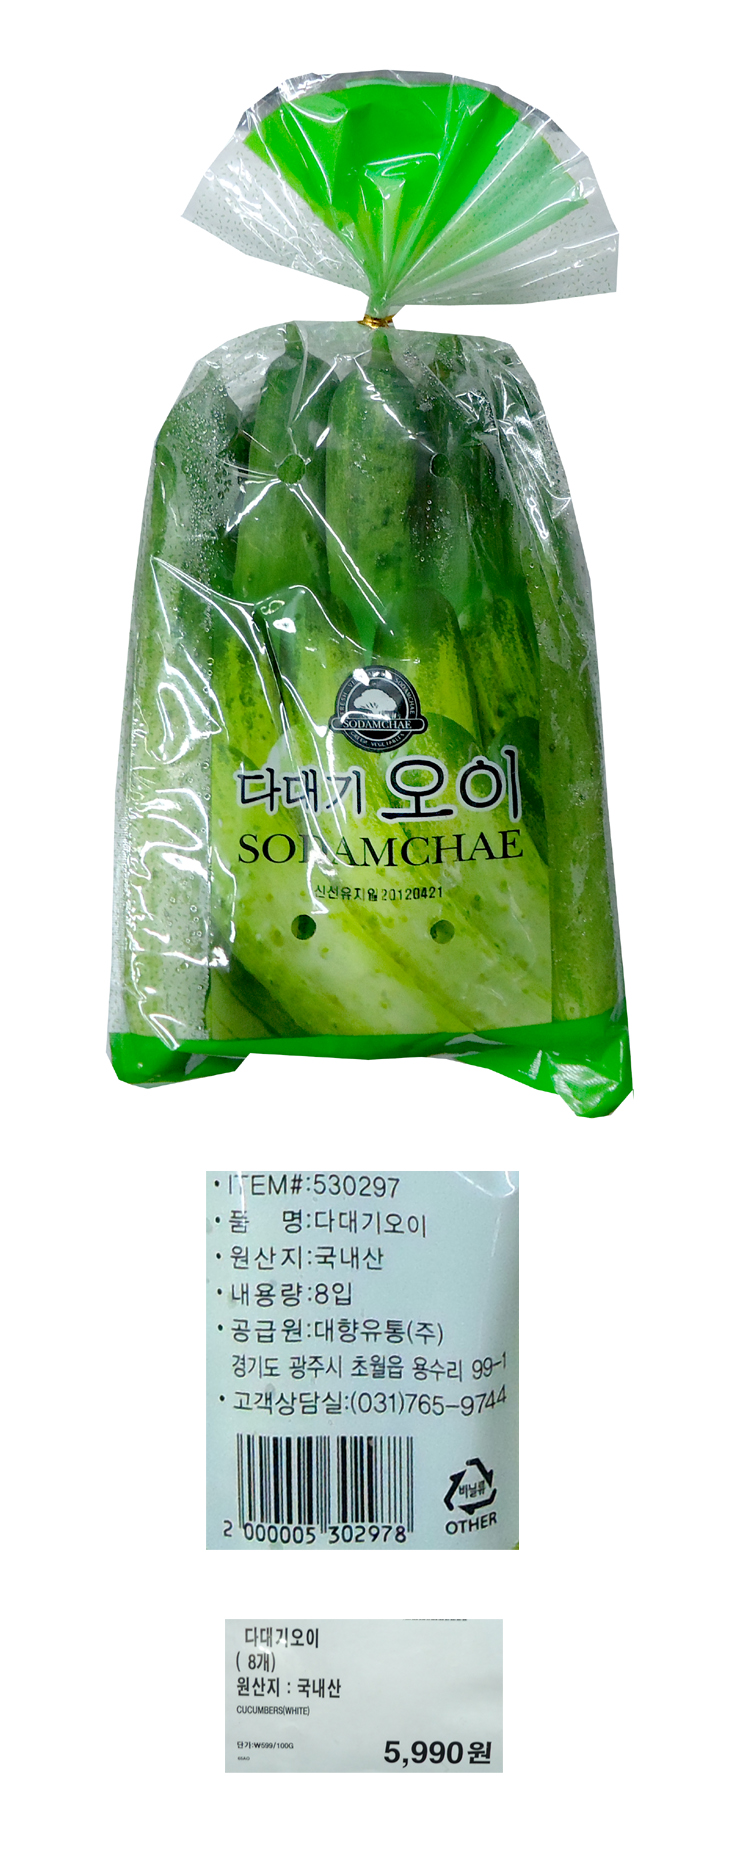 SODAMCHAE
다대기 오이
SODAMCHAE
신선유지일 20120421
• ITEM#:530297
• 품 명:다대기오이
• 원산지:국내산
• 내용량:8입
• 공급원:대향유통(주)
경기도 광주시 초월읍 용수리 99-1
• 고객상담실:(031)765-9744
비닐류
OTHER
2 000005 302978
다대기오이
( 8개)
원산지 : 국내산
CUCUMBERS(WHITE)
단가:₩599/100G
5,990원